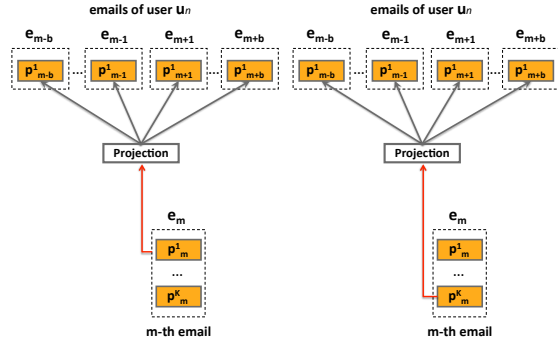 emails of user uₙ emails of user uₙ
eₘ₋b eₘ₋₁ eₘ₊₁ eₘ₊b eₘ₋b eₘ₋₁ eₘ₊₁ eₘ₊b
p¹ₘ₋b ... p¹ₘ₋₁ p¹ₘ₊₁ ... p¹ₘ₊b p¹ₘ₋b ... p¹ₘ₋₁ p¹ₘ₊₁ ... p¹ₘ₊b
Projection Projection
eₘ eₘ
p¹ₘ p¹ₘ
... ...
pᴷₘ pᴷₘ
m-th email m-th email